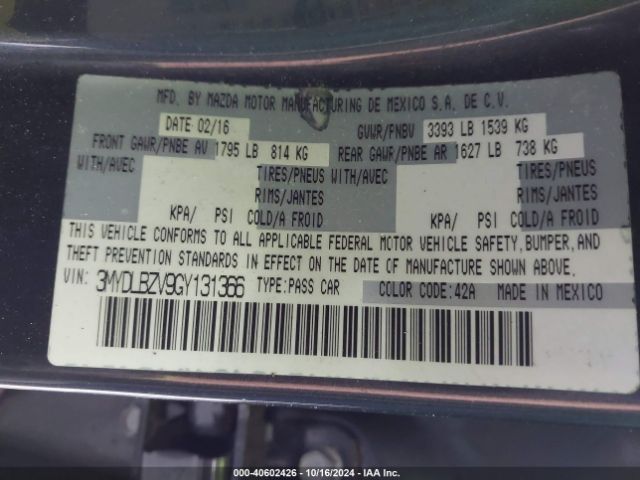 MFD. BY MAZDA MOTOR MANUFACTURING DE MEXICO S.A. DE C.V.
DATE 02/16 GVWR/PNBV 3393 LB 1539 KG
FRONT GAWR/PNBE AV 1795 LB 814 KG REAR GAWR/PNBE AR 1627 LB 738 KG
WITH/AVEC TIRES/PNEUS WITH/AVEC TIRES/PNEUS
RIMS/JANTES RIMS/JANTES
KPA/ PSI COLD/A FROID KPA/ PSI COLD/A FROID
THIS VEHICLE CONFORMS TO ALL APPLICABLE FEDERAL MOTOR VEHICLE SAFETY, BUMPER, AND
THEFT PREVENTION STANDARDS IN EFFECT ON THE DATE OF MANUFACTURE SHOWN ABOVE.
VIN: 3MYDLBZV9GY131366 TYPE:PASS CAR COLOR CODE:42A MADE IN MEXICO
000-40602426 - 10/16/2024 - IAA Inc.